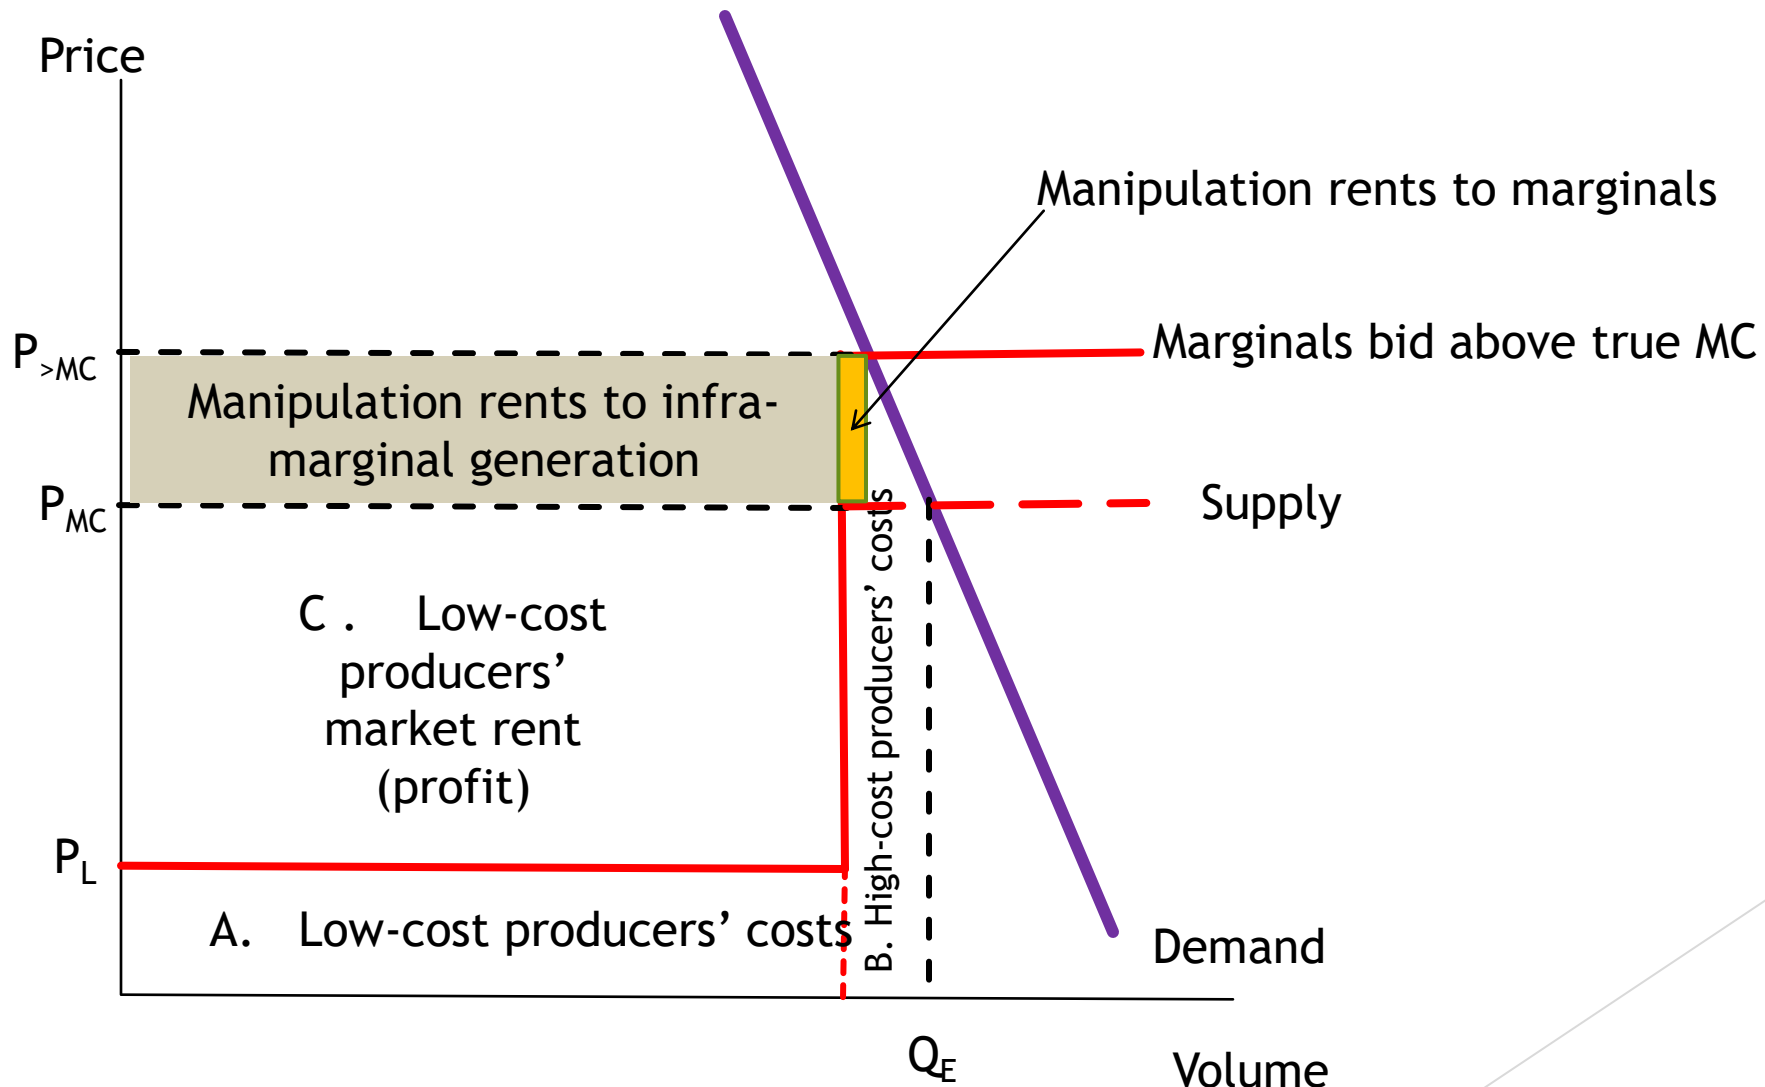 Price
Manipulation rents to marginals
P>MC
Marginals bid above true MC
Manipulation rents to infra-
marginal generation
PMC
Supply
C .    Low-cost
producers’
market rent
(profit)
B. High-cost producers’ costs
PL
A.   Low-cost producers’ costs
Demand
QE
Volume